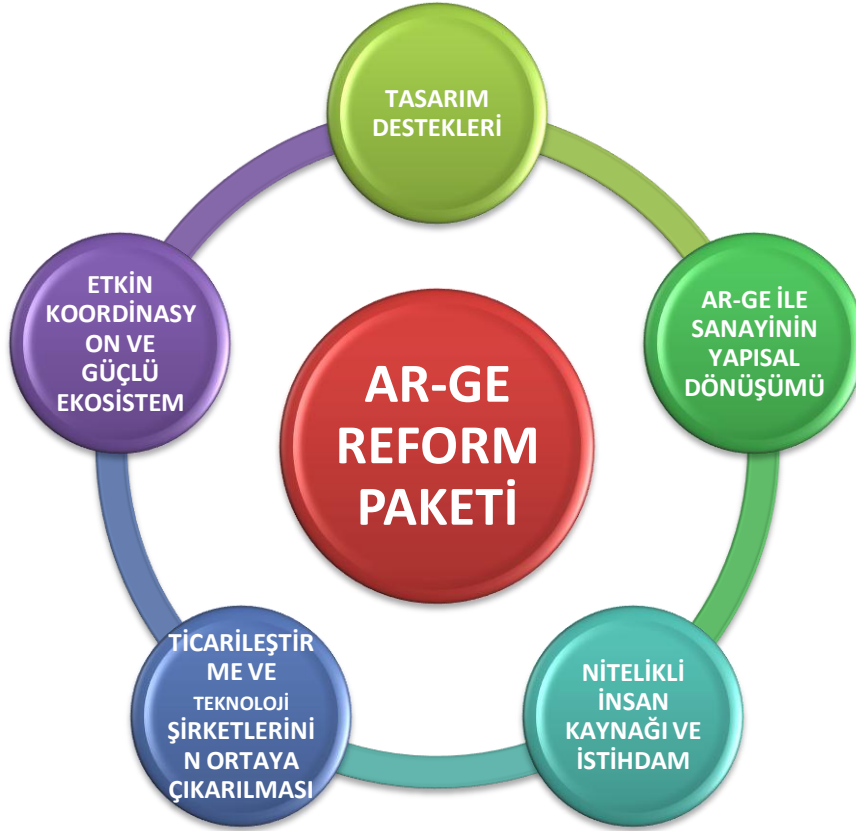 TASARIM
DESTEKLERİ
AR-GE İLE
SANAYİNİN
YAPISAL
DÖNÜŞÜMÜ
NİTELİKLİ
İNSAN
KAYNAĞI VE
İSTİHDAM
TİCARİLEŞTİR
ME VE
TEKNOLOJİ
ŞİRKETLERİNİ
N ORTAYA
ÇIKARILMASI
ETKİN
KOORDİNASY
ON VE
GÜÇLÜ
EKOSİSTEM
AR-GE
REFORM
PAKETİ